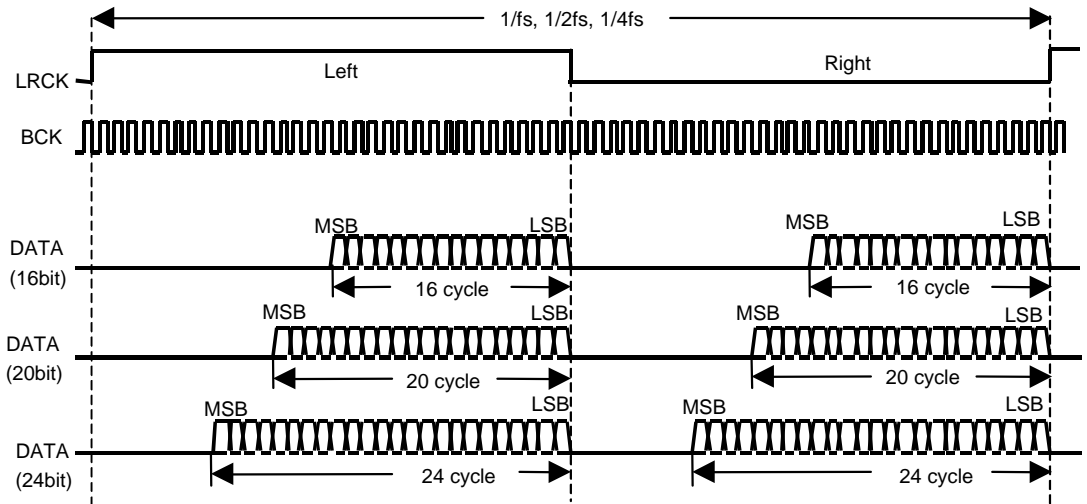 1/fs, 1/2fs, 1/4fs
LRCK
Left
Right
BCK
MSB
LSB
MSB
LSB
DATA
(16bit)
16 cycle
16 cycle
MSB
LSB
MSB
LSB
DATA
(20bit)
20 cycle
20 cycle
MSB
LSB
MSB
LSB
DATA
(24bit)
24 cycle
24 cycle